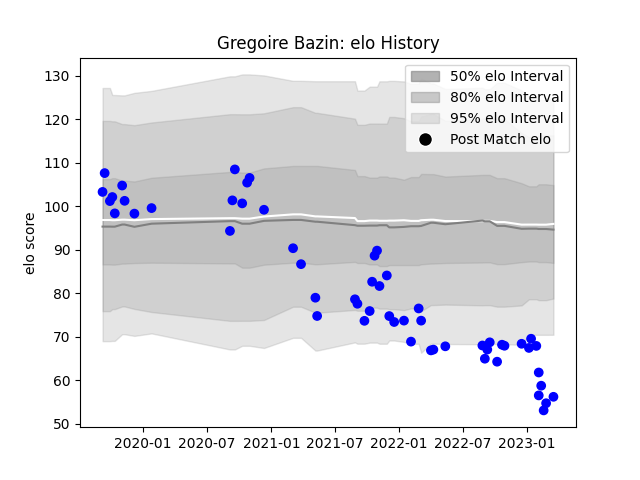 Gregoire Bazin: elo History
130
120
110
100
90
80
70
60
50
elo score
50% elo Interval
80% elo Interval
95% elo Interval
Post Match elo
2020-01 2020-07 2021-01 2021-07 2022-01 2022-07 2023-01